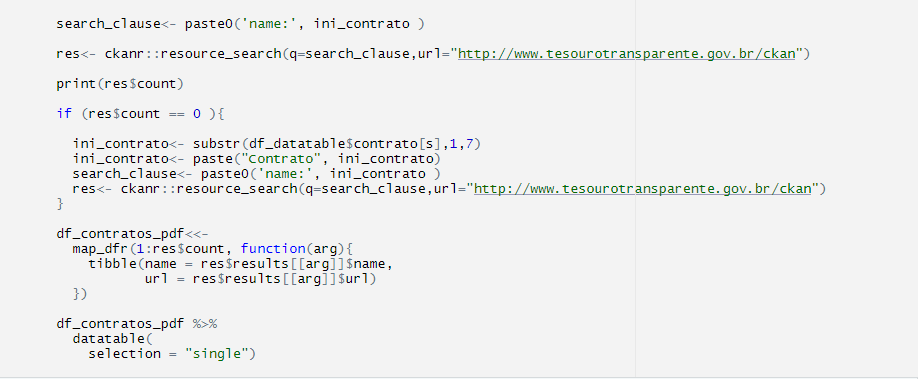 search_clause<- paste0('name:', ini_contrato )
res<- ckanr::resource_search(q=search_clause,url="http://www.tesourotransparente.gov.br/ckan")
print(res$count)
if (res$count == 0 ){
ini_contrato<- substr(df_datatable$contrato[s],1,7)
ini_contrato<- paste("Contrato", ini_contrato)
search_clause<- paste0('name:', ini_contrato )
res<- ckanr::resource_search(q=search_clause,url="http://www.tesourotransparente.gov.br/ckan")
}
df_contratos_pdf<<-
map_dfr(1:res$count, function(arg){
tibble(name = res$results[[arg]]$name,
url = res$results[[arg]]$url)
})
df_contratos_pdf %>%
datatable(
selection = "single")